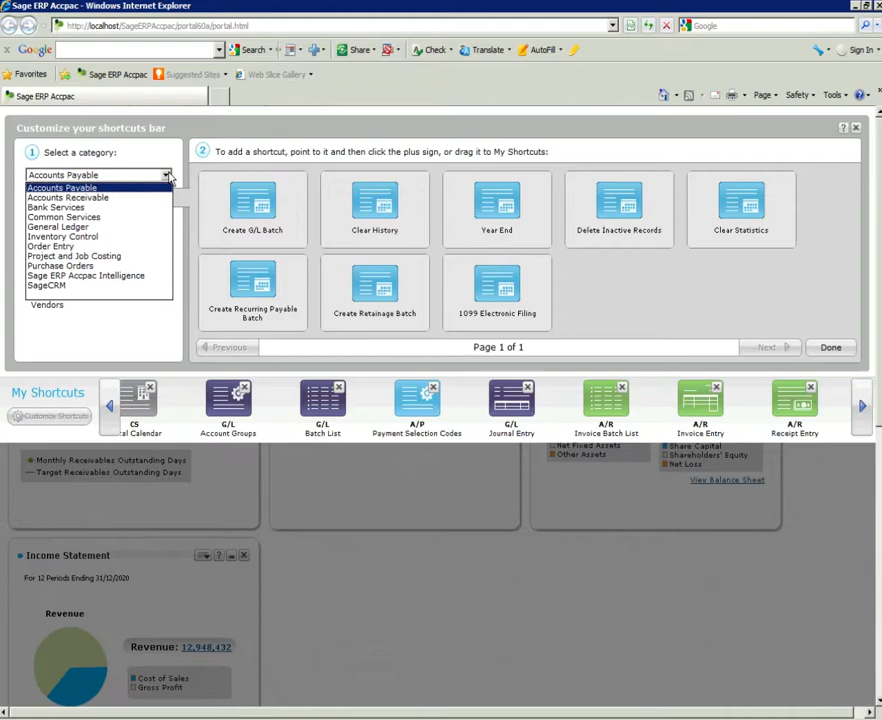 Sage ERP Accpac - Windows Internet Explorer
http://localhost/SageERPAccpac/portal60a/portal.html
Google
x Google
Search
Share
Check
Translate
AutoFill
Sign In
Favorites
Sage ERP Accpac
Suggested Sites
Web Slice Gallery
Sage ERP Accpac
Page
Safety
Tools
Customize your shortcuts bar
1 Select a category:
Accounts Payable
Accounts Payable
Accounts Receivable
Bank Services
Common Services
General Ledger
Inventory Control
Order Entry
Project and Job Costing
Purchase Orders
Sage ERP Accpac Intelligence
SageCRM
Vendors
2 To add a shortcut, point to it and then click the plus sign, or drag it to My Shortcuts:
Create G/L Batch
Clear History
Year End
Delete Inactive Records
Clear Statistics
Create Recurring Payable
Batch
Create Retainage Batch
1099 Electronic Filing
Previous
Page 1 of 1
Next
Done
My Shortcuts
Customize Shortcuts
CS
al Calendar
G/L
Account Groups
G/L
Batch List
A/P
Payment Selection Codes
G/L
Journal Entry
A/R
Invoice Batch List
A/R
Invoice Entry
A/R
Receipt Entry
Monthly Receivables Outstanding Days
Target Receivables Outstanding Days
Net Fixed Assets
Other Assets
Share Capital
Shareholders' Equity
Net Loss
View Balance Sheet
Income Statement
For 12 Periods Ending 31/12/2020
Revenue
Revenue: 12,948,432
Cost of Sales
Gross Profit